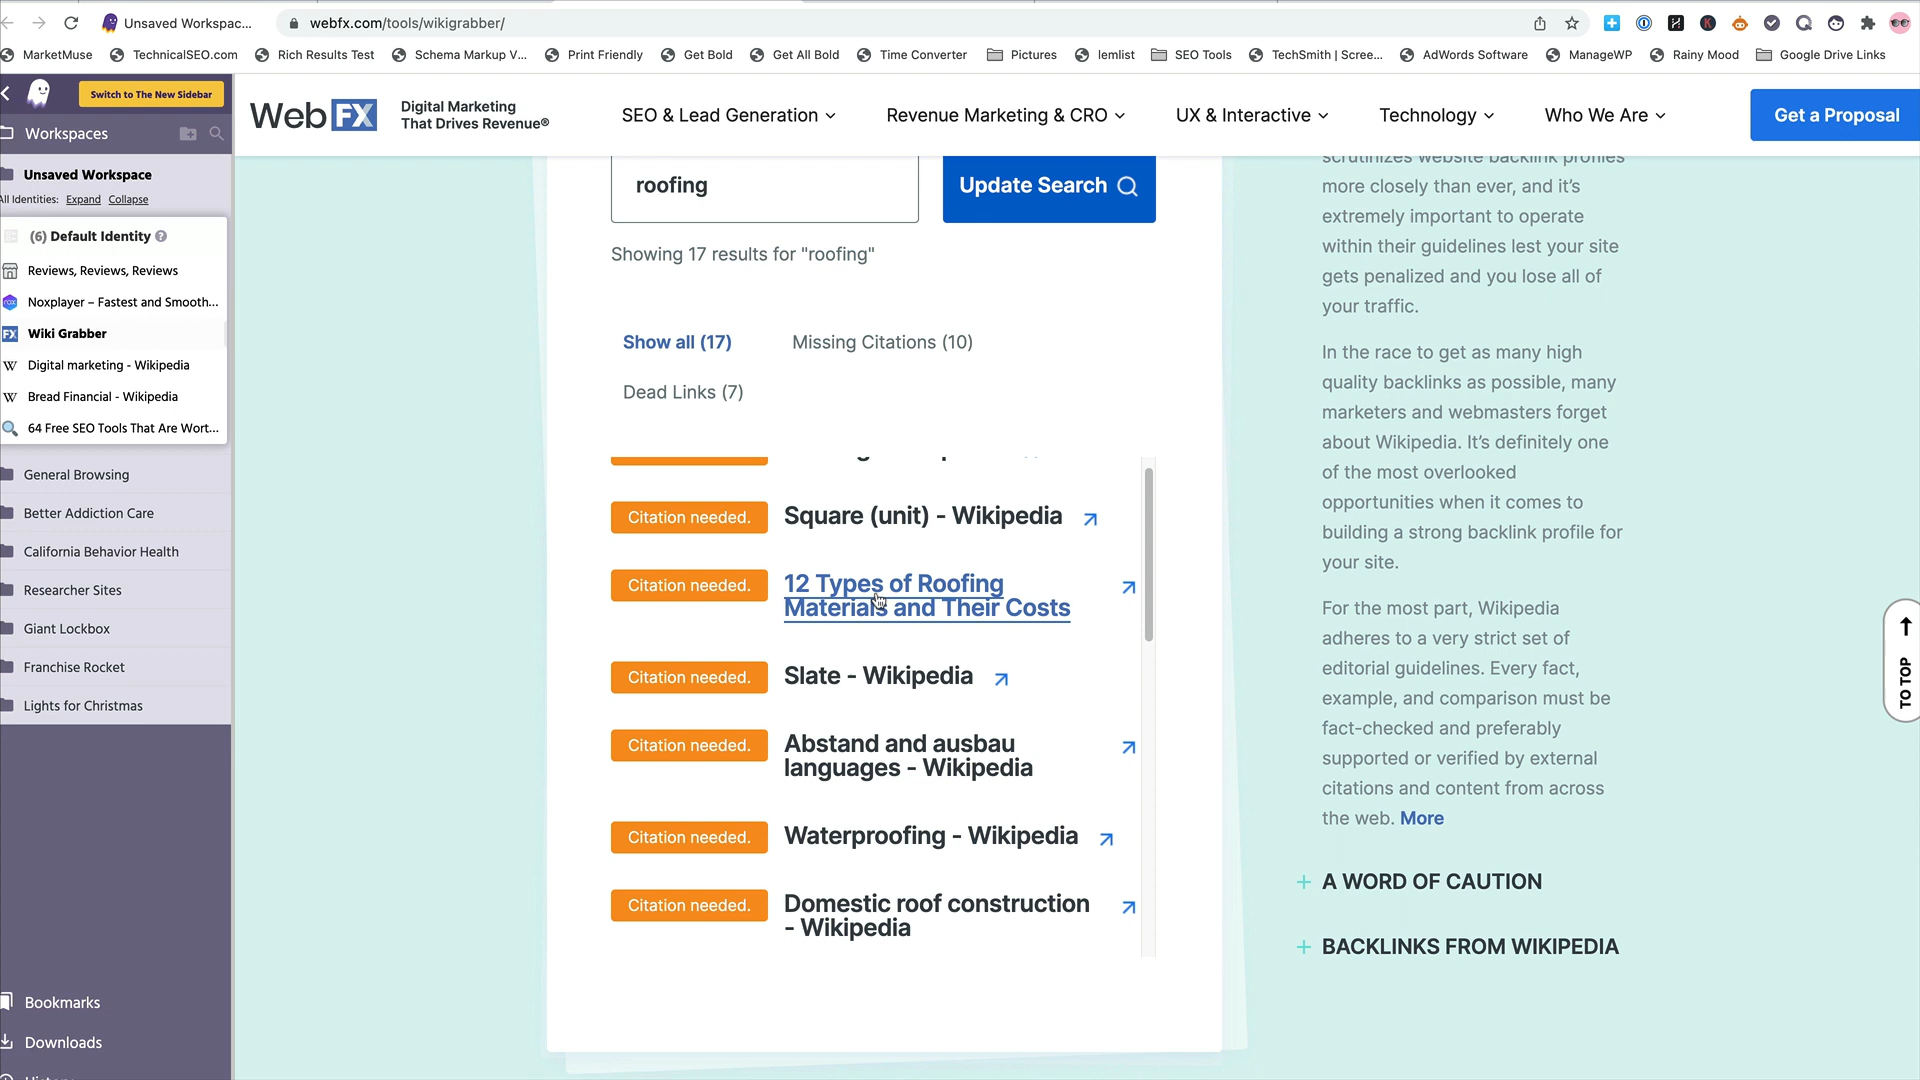 Unsaved Workspac...
webfx.com/tools/wikigrabber/
MarketMuse
TechnicalSEO.com
Rich Results Test
Schema Markup V...
Print Friendly
Get Bold
Get All Bold
Time Converter
Pictures
lemlist
SEO Tools
TechSmith | Scree...
AdWords Software
ManageWP
Rainy Mood
Google Drive Links
Switch to The New Sidebar
Workspaces
Unsaved Workspace
All Identities: Expand Collapse
(6) Default Identity
Reviews, Reviews, Reviews
Noxplayer – Fastest and Smooth...
FX Wiki Grabber
W Digital marketing - Wikipedia
W Bread Financial - Wikipedia
64 Free SEO Tools That Are Wort...
General Browsing
Better Addiction Care
California Behavior Health
Researcher Sites
Giant Lockbox
Franchise Rocket
Lights for Christmas
Bookmarks
Downloads
WebFX
Digital Marketing
That Drives Revenue®
SEO & Lead Generation
Revenue Marketing & CRO
UX & Interactive
Technology
Who We Are
Get a Proposal
roofing
Update Search
Showing 17 results for "roofing"
Show all (17)
Missing Citations (10)
Dead Links (7)
Citation needed.
Square (unit) - Wikipedia
Citation needed.
12 Types of Roofing
Materials and Their Costs
Citation needed.
Slate - Wikipedia
Citation needed.
Abstand and ausbau
languages - Wikipedia
Citation needed.
Waterproofing - Wikipedia
Citation needed.
Domestic roof construction
- Wikipedia
scrutinizes website backlink profiles
more closely than ever, and it's
extremely important to operate
within their guidelines lest your site
gets penalized and you lose all of
your traffic.
In the race to get as many high
quality backlinks as possible, many
marketers and webmasters forget
about Wikipedia. It's definitely one
of the most overlooked
opportunities when it comes to
building a strong backlink profile for
your site.
For the most part, Wikipedia
adheres to a very strict set of
editorial guidelines. Every fact,
example, and comparison must be
fact-checked and preferably
supported or verified by external
citations and content from across
the web. More
+ A WORD OF CAUTION
+ BACKLINKS FROM WIKIPEDIA
TO TOP